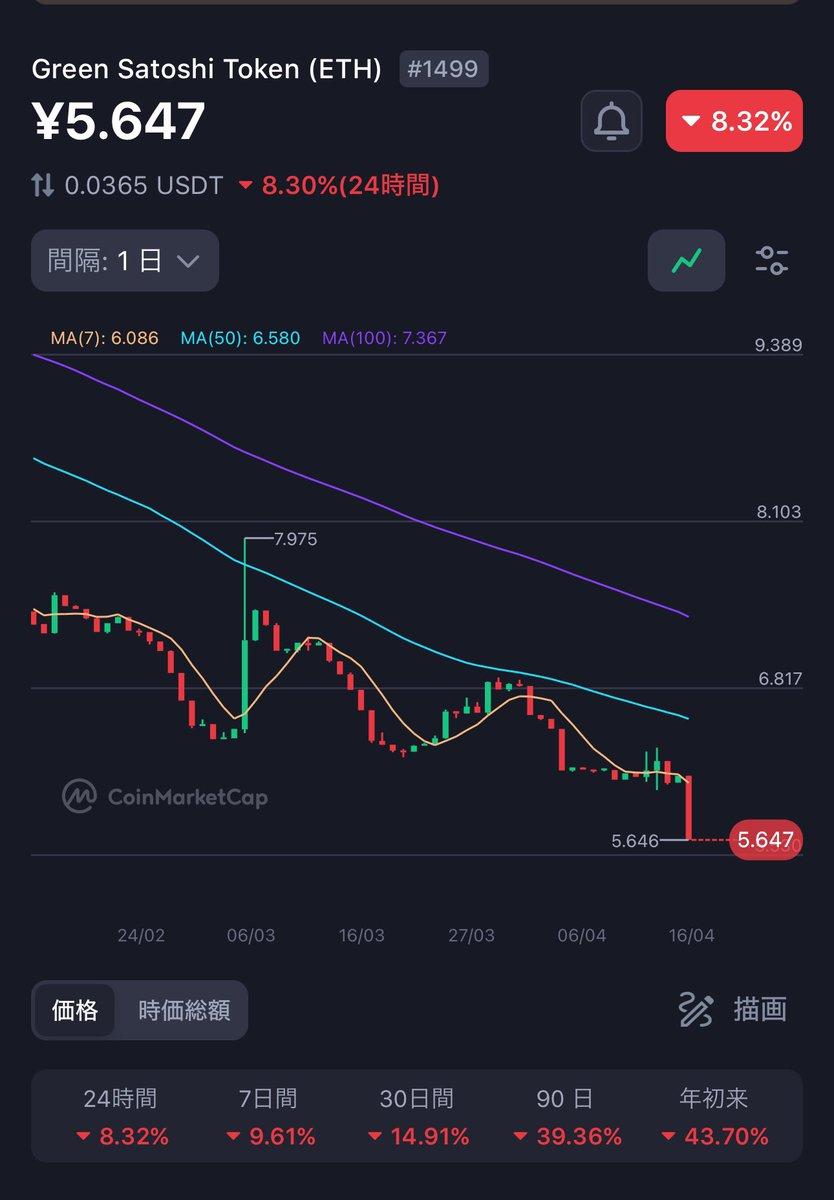 Green Satoshi Token (ETH) #1499
¥5.647
▼ 8.32%
0.0365 USDT ▼ 8.30%(24時間)
間隔: 1 日
MA(7): 6.086 MA(50): 6.580 MA(100): 7.367
9.389
8.103
7.975
6.817
CoinMarketCap
5.646
5.647
24/02 06/03 16/03 27/03 06/04 16/04
価格 時価総額 描画
24時間 7日間 30日間 90 日 年初来
▼ 8.32% ▼ 9.61% ▼ 14.91% ▼ 39.36% ▼ 43.70%